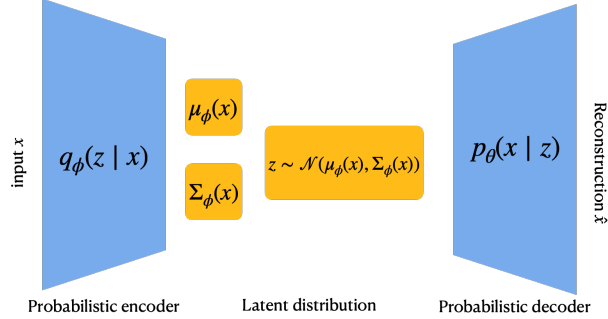 input x
q_ϕ(z | x)
μ_ϕ(x)
Σ_ϕ(x)
z ∼ 𝒩(μ_ϕ(x), Σ_ϕ(x))
p_θ(x | z)
Reconstruction x̂
Probabilistic encoder
Latent distribution
Probabilistic decoder